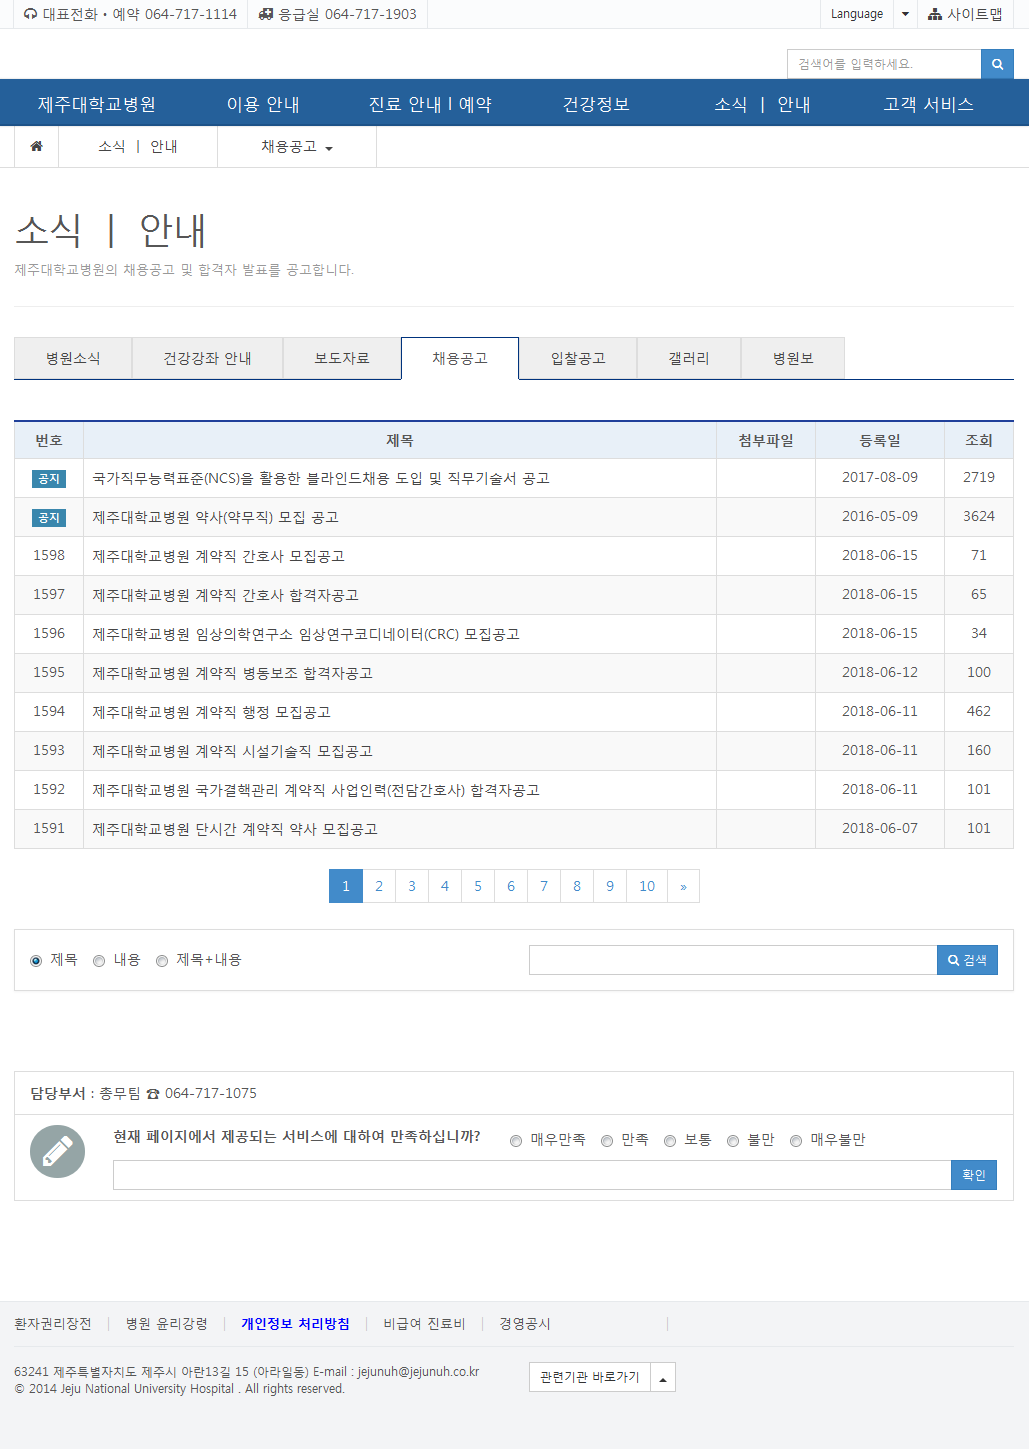 대표전화・예약 064-717-1114 응급실 064-717-1903 Language 사이트맵
검색어를 입력하세요.
제주대학교병원 이용 안내 진료 안내 l 예약 건강정보 소식 ㅣ 안내 고객 서비스
소식 ㅣ 안내 채용공고
소식 ㅣ 안내
제주대학교병원의 채용공고 및 합격자 발표를 공고합니다.
병원소식 건강강좌 안내 보도자료 채용공고 입찰공고 갤러리 병원보
번호 제목 첨부파일 등록일 조회
공지 국가직무능력표준(NCS)을 활용한 블라인드채용 도입 및 직무기술서 공고 2017-08-09 2719
공지 제주대학교병원 약사(약무직) 모집 공고 2016-05-09 3624
1598 제주대학교병원 계약직 간호사 모집공고 2018-06-15 71
1597 제주대학교병원 계약직 간호사 합격자공고 2018-06-15 65
1596 제주대학교병원 임상의학연구소 임상연구코디네이터(CRC) 모집공고 2018-06-15 34
1595 제주대학교병원 계약직 병동보조 합격자공고 2018-06-12 100
1594 제주대학교병원 계약직 행정 모집공고 2018-06-11 462
1593 제주대학교병원 계약직 시설기술직 모집공고 2018-06-11 160
1592 제주대학교병원 국가결핵관리 계약직 사업인력(전담간호사) 합격자공고 2018-06-11 101
1591 제주대학교병원 단시간 계약직 약사 모집공고 2018-06-07 101
1 2 3 4 5 6 7 8 9 10 »
제목 내용 제목+내용 검색
담당부서 : 총무팀 ☎ 064-717-1075
현재 페이지에서 제공되는 서비스에 대하여 만족하십니까? 매우만족 만족 보통 불만 매우불만
확인
환자권리장전 병원 윤리강령 개인정보 처리방침 비급여 진료비 경영공시
63241 제주특별자치도 제주시 아란13길 15 (아라일동) E-mail : jejunuh@jejunuh.co.kr 관련기관 바로가기
© 2014 Jeju National University Hospital . All rights reserved.